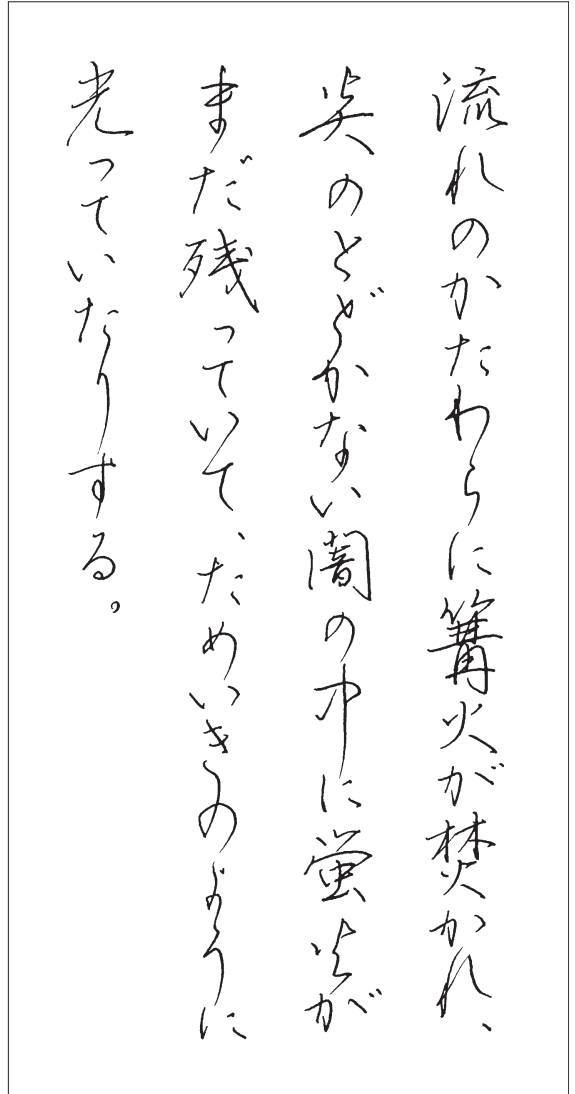 流れのかたわらに篝火が焚かれ、
炎のとどかない闇の中に蛍火が
まだ残っていて、ためいきのように
光っていたりする。